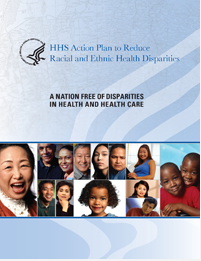 HHS Action Plan to Reduce
Racial and Ethnic Health Disparities
A NATION FREE OF DISPARITIES
IN HEALTH AND HEALTH CARE